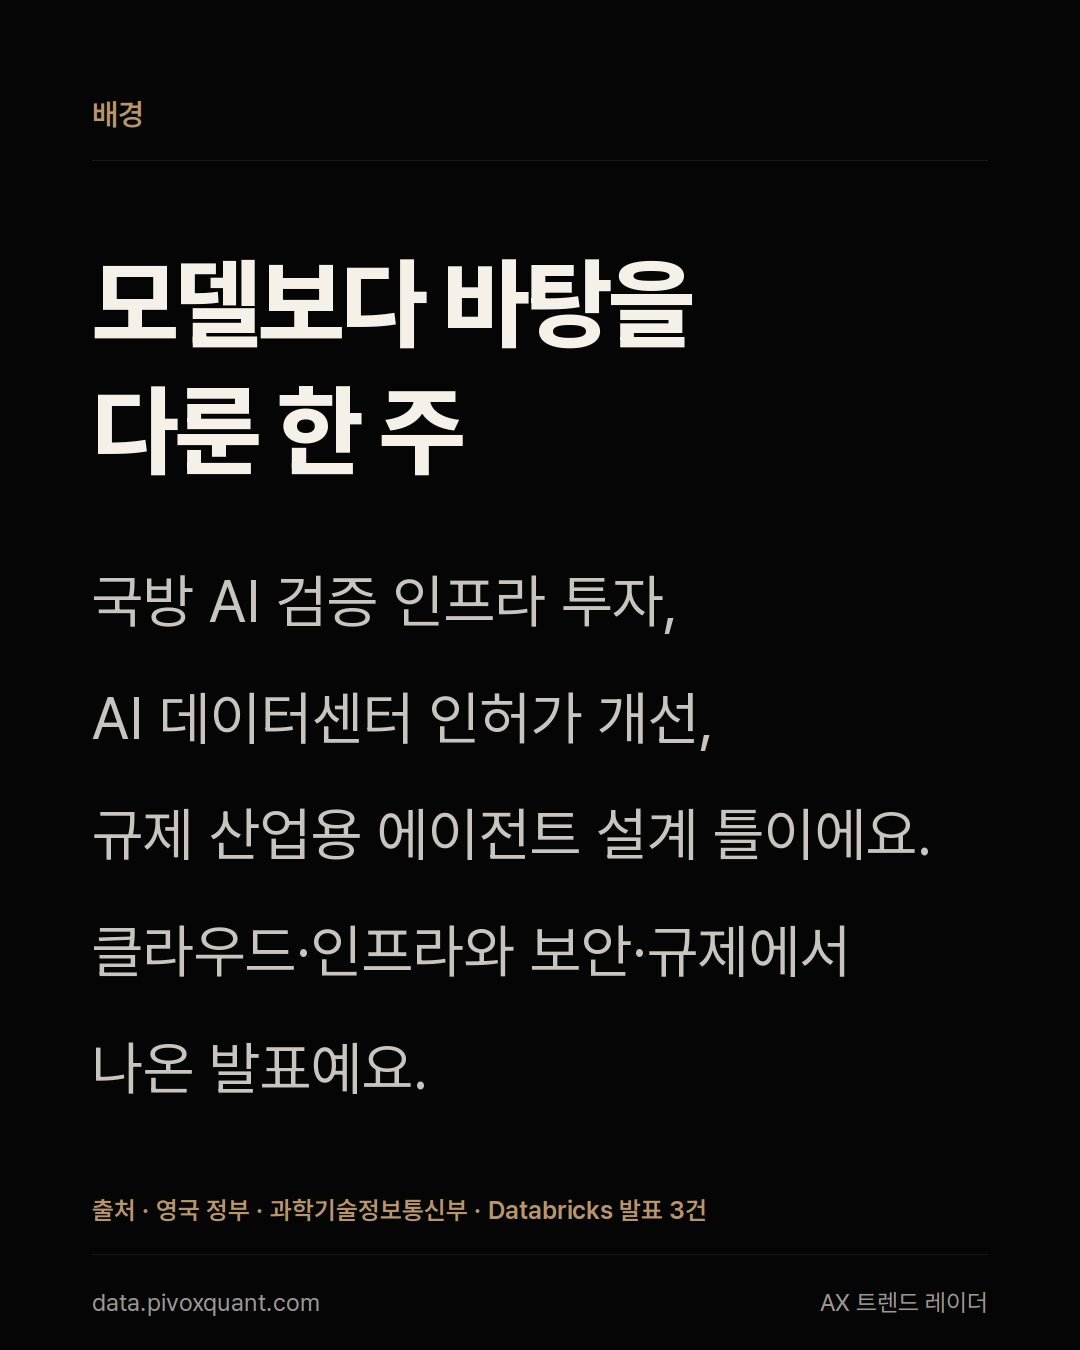 배경
모델보다 바탕을
다룬 한 주
국방 AI 검증 인프라 투자,
AI 데이터센터 인허가 개선,
규제 산업용 에이전트 설계 틀이에요.
클라우드·인프라와 보안·규제에서
나온 발표예요.
출처 · 영국 정부 · 과학기술정보통신부 · Databricks 발표 3건
data.pivoxquant.com
AX 트렌드 레이더